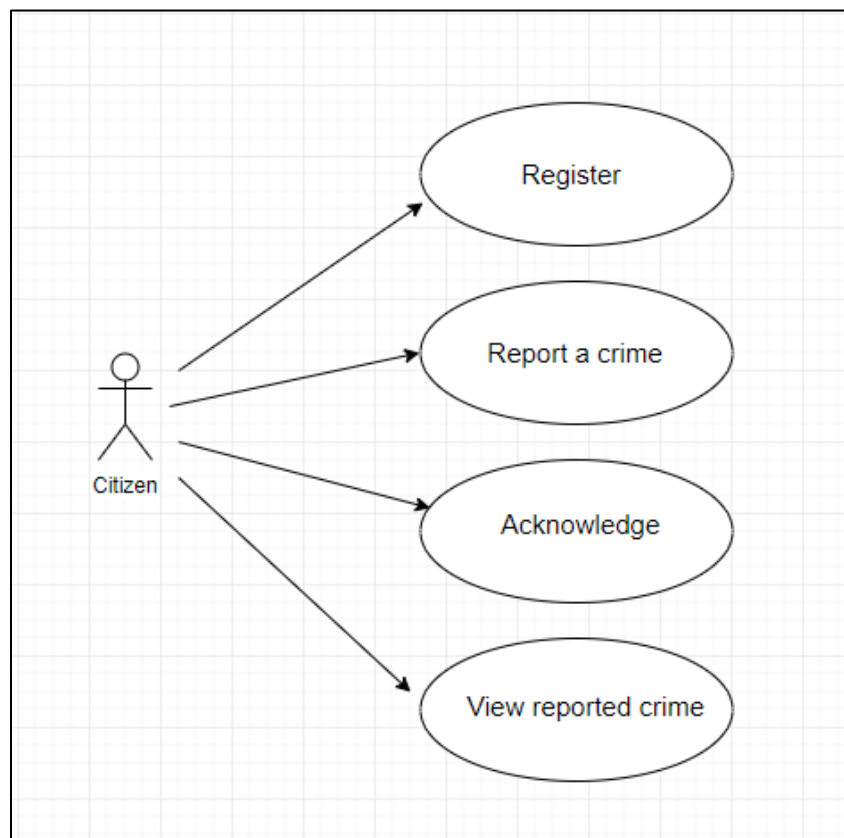 Register
Report a crime
Citizen
Acknowledge
View reported crime